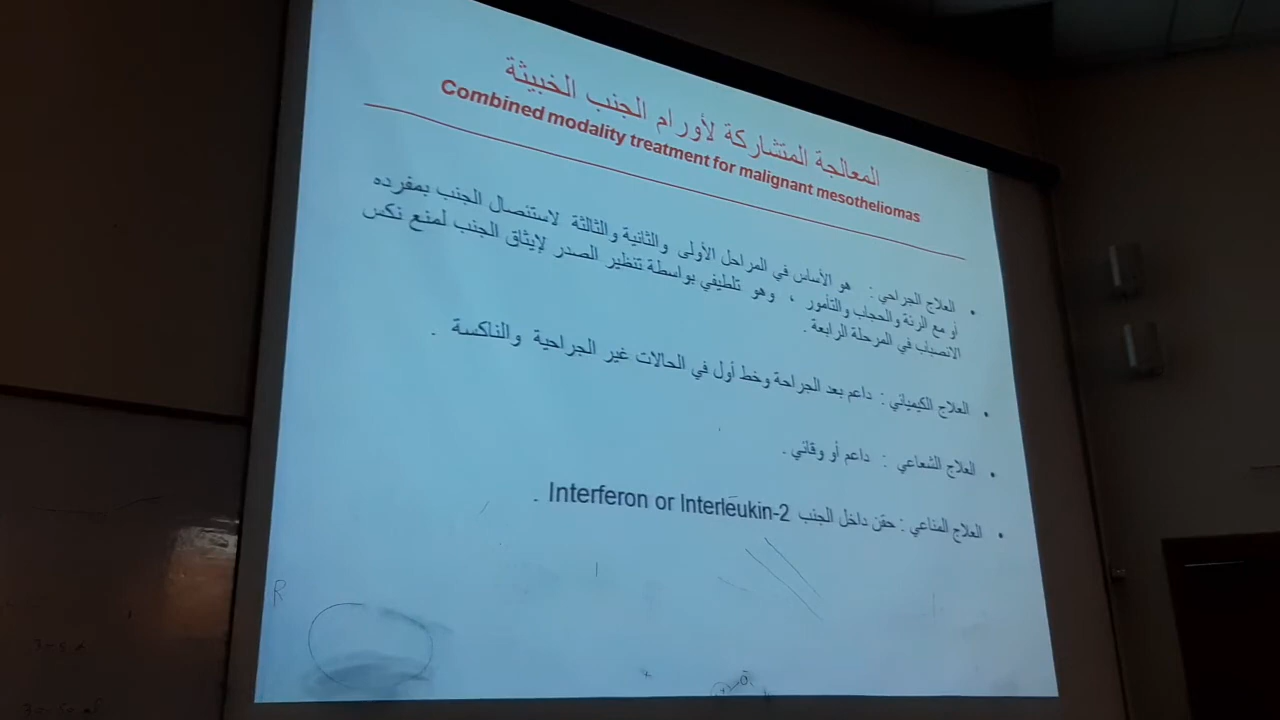 المعالجة المتشاركة لأورام الجنب الخبيثة
Combined modality treatment for malignant mesotheliomas
• العلاج الجراحي : هو الأساس في المراحل الأولى والثانية والثالثة لاستئصال الجنب بمفرده
أو مع الرئة والحجاب والتأمور ، وهو تلطيفي بواسطة تنظير الصدر لإيثاق الجنب لمنع نكس
الانصباب في المرحلة الرابعة .
• العلاج الكيميائي : داعم بعد الجراحة وخط أول في الحالات غير الجراحية والناكسة .
• العلاج الشعاعي : داعم أو وقائي .
• العلاج المناعي : حقن داخل الجنب Interferon or Interleukin-2 .
R